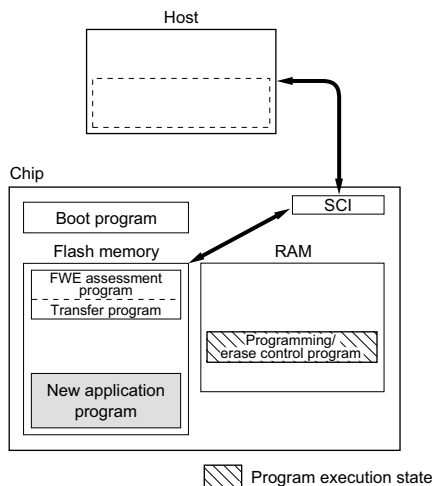 Host
Chip
SCI
Boot program
Flash memory
RAM
FWE assessment
program
Transfer program
Programming/
erase control program
New application
program
Program execution state